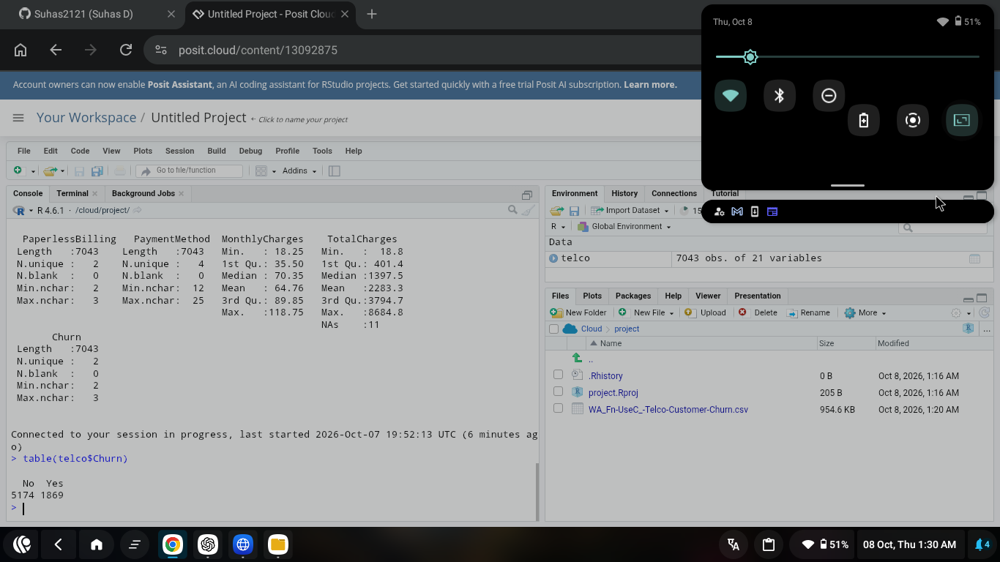 Suhas2121 (Suhas D)
Untitled Project - Posit Cloud
posit.cloud/content/13092875
Thu, Oct 8
51%
Account owners can now enable Posit Assistant, an AI coding assistant for RStudio projects. Get started quickly with a free trial Posit AI subscription. Learn more.
Your Workspace / Untitled Project Click to name your project
File Edit Code View Plots Session Build Debug Profile Tools Help
Go to file/function Addins
Console Terminal Background Jobs
R 4.6.1 · /cloud/project/
PaperlessBilling PaymentMethod MonthlyCharges TotalCharges
Length :7043 Length :7043 Min. : 18.25 Min. : 18.8
N.unique : 2 N.unique : 4 1st Qu.: 35.50 1st Qu.: 401.4
N.blank : 0 N.blank : 0 Median : 70.35 Median :1397.5
Min.nchar: 2 Min.nchar: 12 Mean : 64.76 Mean :2283.3
Max.nchar: 3 Max.nchar: 25 3rd Qu.: 89.85 3rd Qu.:3794.7
Max. :118.75 Max. :8684.8
NAs :11
Churn
Length :7043
N.unique : 2
N.blank : 0
Min.nchar: 2
Max.nchar: 3
Connected to your session in progress, last started 2026-Oct-07 19:52:13 UTC (6 minutes ag
o)
> table(telco$Churn)
No Yes
5174 1869
>
Environment History Connections Tutorial
Import Dataset 15
R Global Environment
Data
telco 7043 obs. of 21 variables
Files Plots Packages Help Viewer Presentation
New Folder New File Upload Delete Rename More
Cloud project ...
Name Size Modified
..
.Rhistory 0 B Oct 8, 2026, 1:16 AM
project.Rproj 205 B Oct 8, 2026, 1:16 AM
WA_Fn-UseC_-Telco-Customer-Churn.csv 954.6 KB Oct 8, 2026, 1:20 AM
51% 08 Oct, Thu 1:30 AM 4